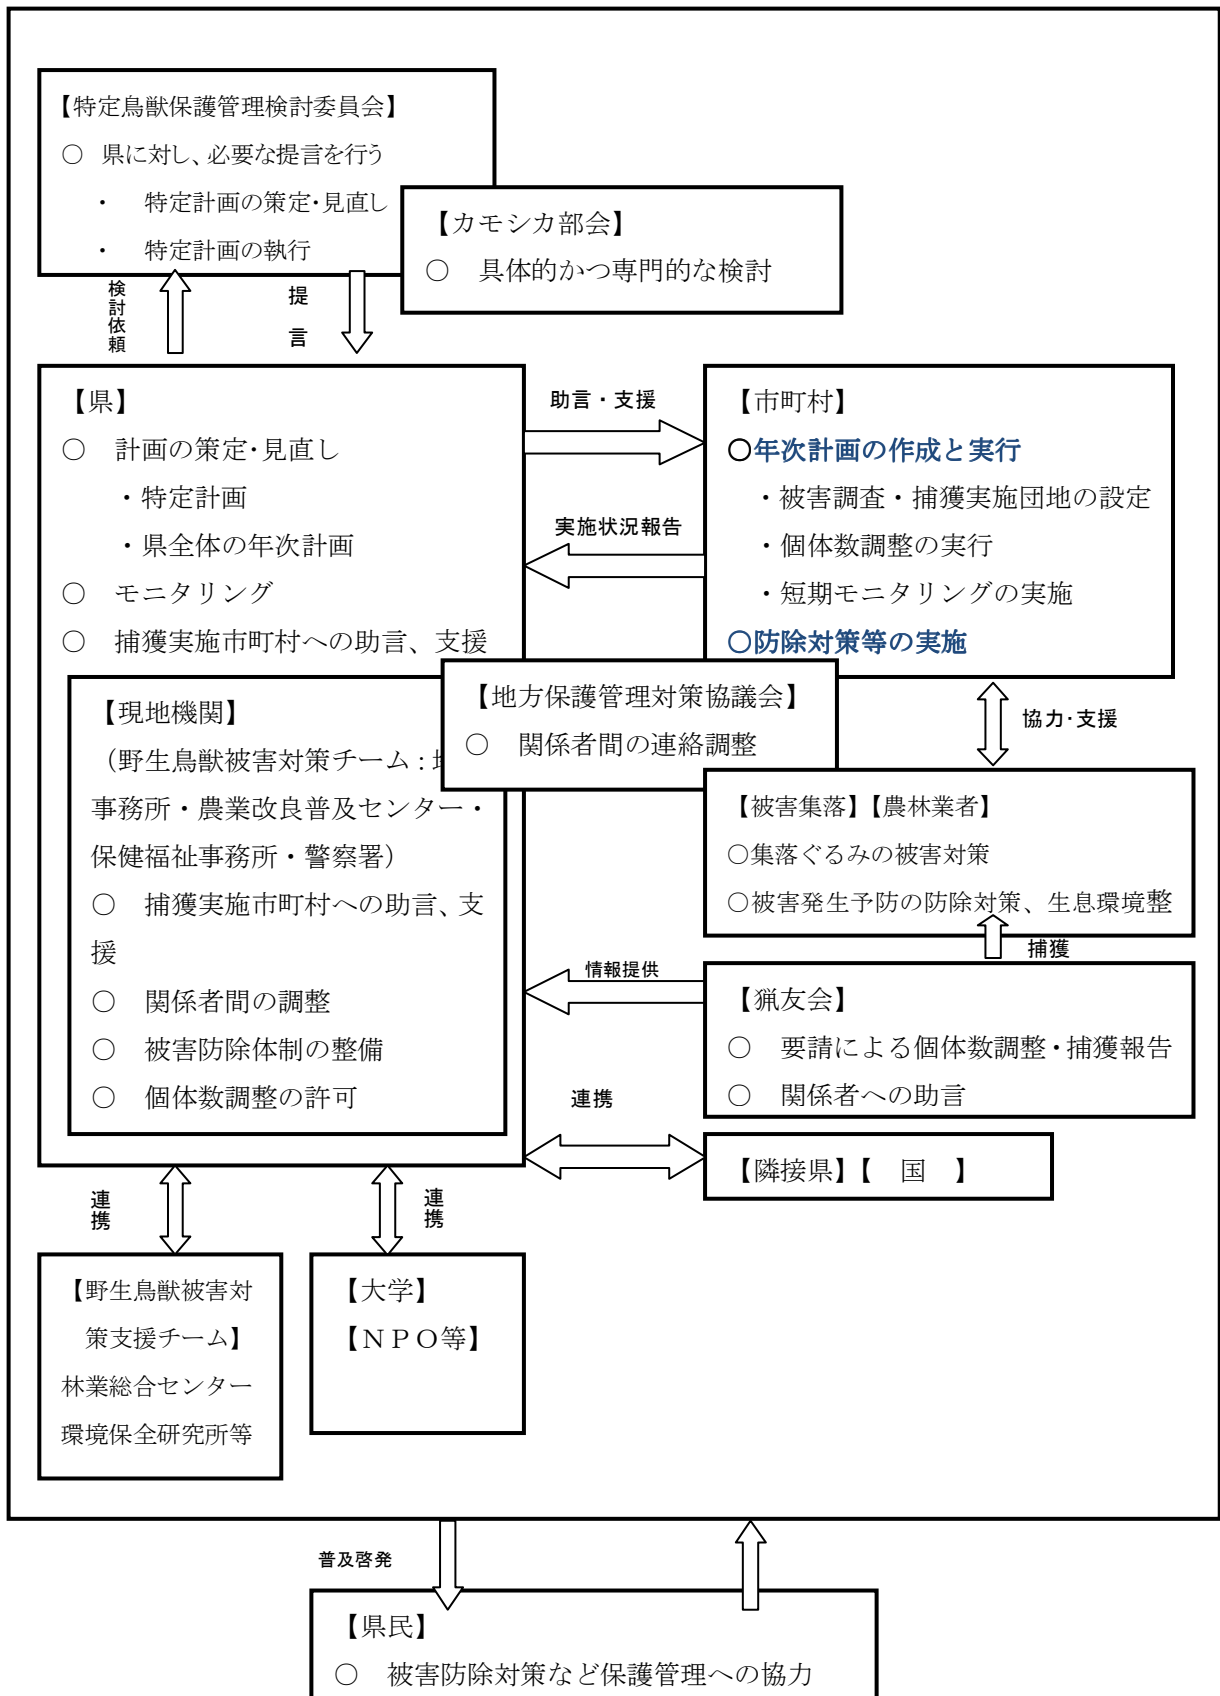 【特定鳥獣保護管理検討委員会】
○ 県に対し、必要な提言を行う
・ 特定計画の策定・見直し
・ 特定計画の執行
【カモシカ部会】
○ 具体的かつ専門的な検討
検討依頼
提言
【県】
○ 計画の策定・見直し
・特定計画
・県全体の年次計画
○ モニタリング
○ 捕獲実施市町村への助言、支援
助言・支援
実施状況報告
【市町村】
○年次計画の作成と実行
・被害調査・捕獲実施団地の設定
・個体数調整の実行
・短期モニタリングの実施
○防除対策等の実施
【地方保護管理対策協議会】
○ 関係者間の連絡調整
【現地機関】
（野生鳥獣被害対策チーム：
事務所・農業改良普及センター・
保健福祉事務所・警察署）
○ 捕獲実施市町村への助言、支
援
○ 関係者間の調整
○ 被害防除体制の整備
○ 個体数調整の許可
協力・支援
【被害集落】【農林業者】
○集落ぐるみの被害対策
○被害発生予防の防除対策、生息環境整
捕獲
情報提供
【猟友会】
○ 要請による個体数調整・捕獲報告
○ 関係者への助言
連携
【隣接県】【 国 】
連携
連携
【野生鳥獣被害対
策支援チーム】
林業総合センター
環境保全研究所等
【大学】
【ＮＰＯ等】
普及啓発
【県民】
○ 被害防除対策など保護管理への協力